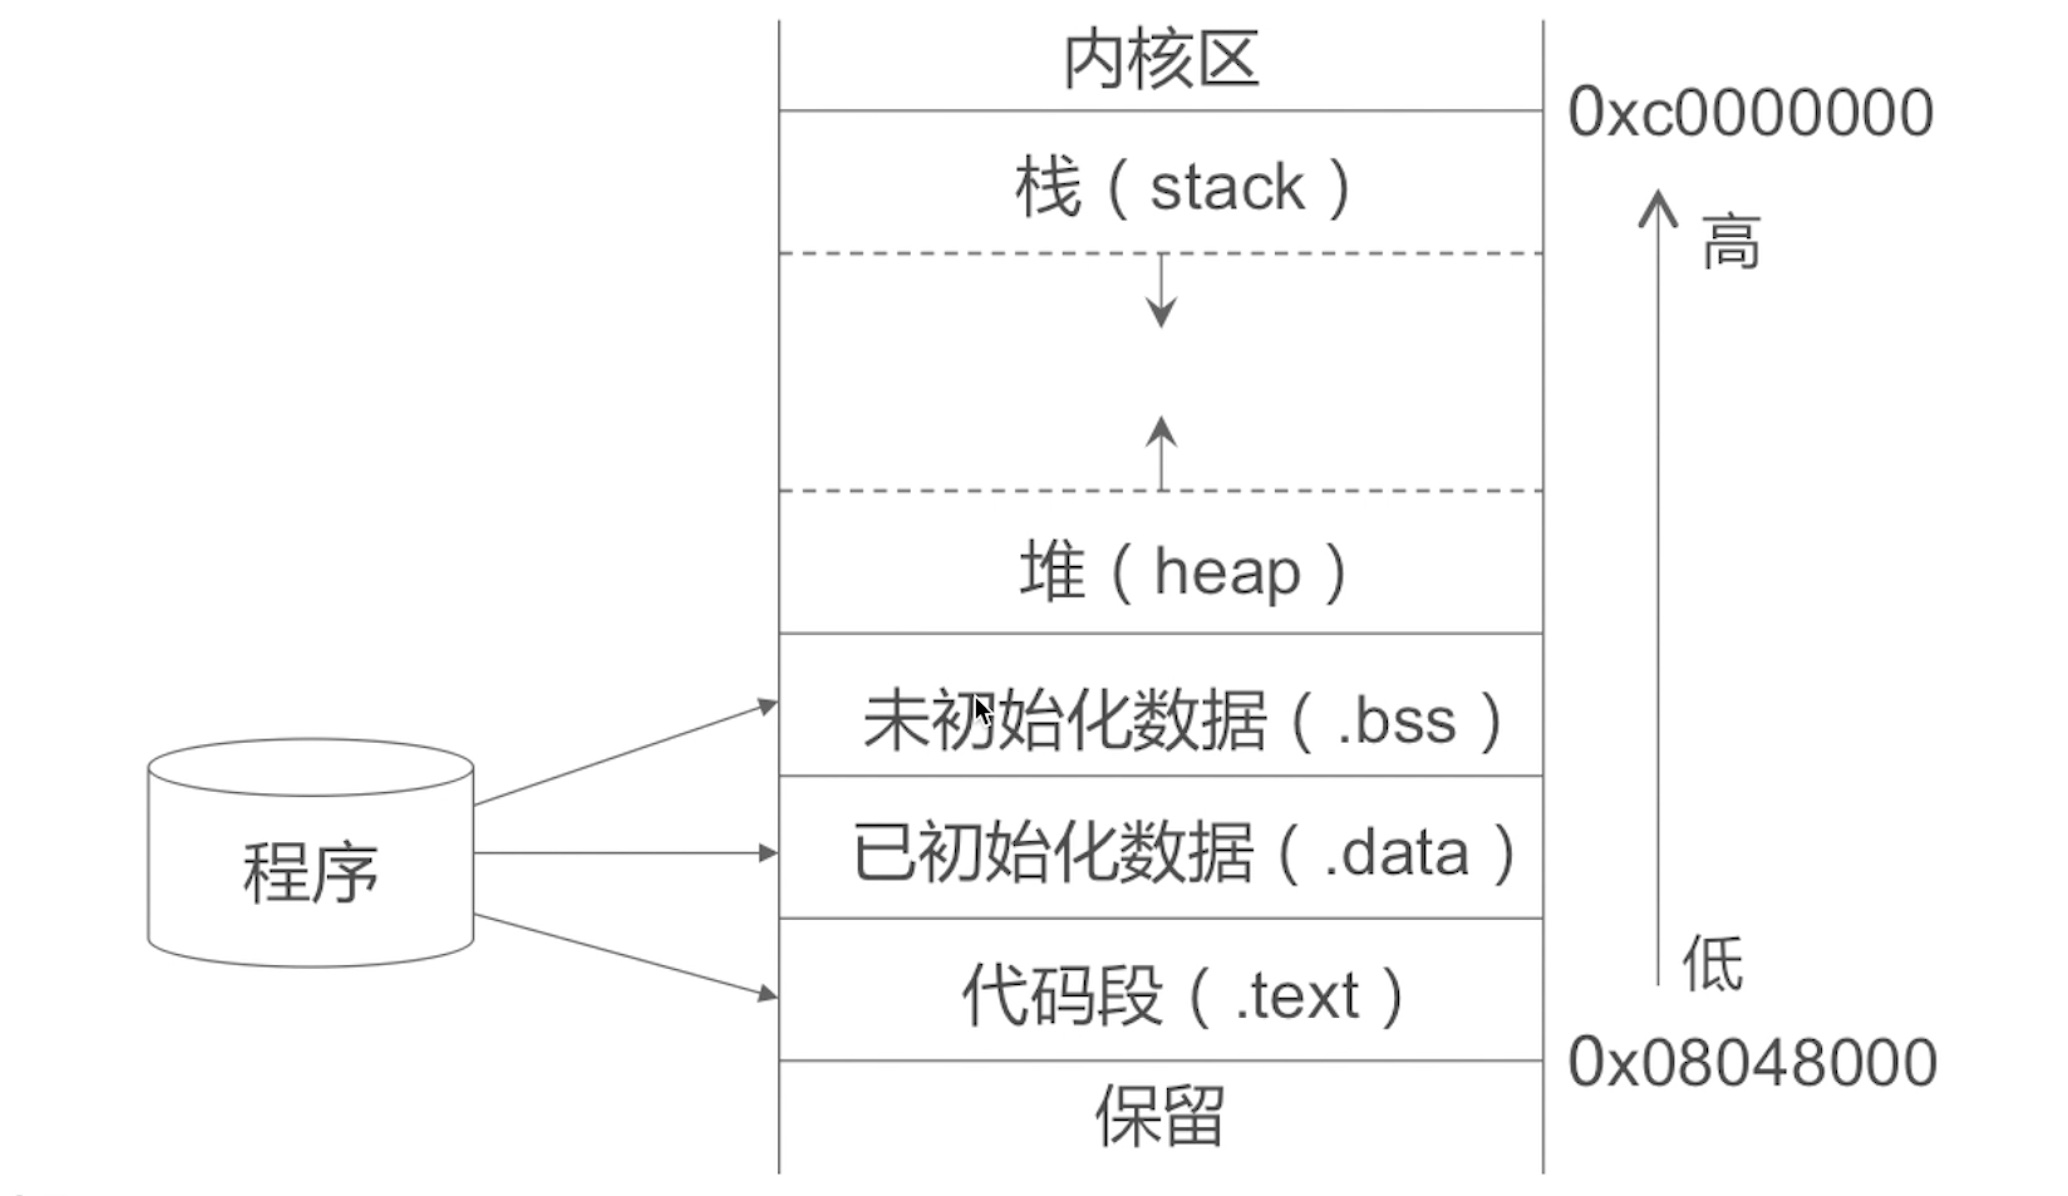 内核区
0xc0000000
栈（stack）
高
堆（heap）
未初始化数据（.bss）
程序
已初始化数据（.data）
代码段（.text）
低
0x08048000
保留